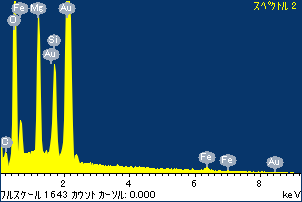 スペクトル 2
Fe Mg Au
O
Si
Au
O
Fe Fe Au
2 4 6 8
フルスケール 1643 カウント カーソル: 0.000 keV